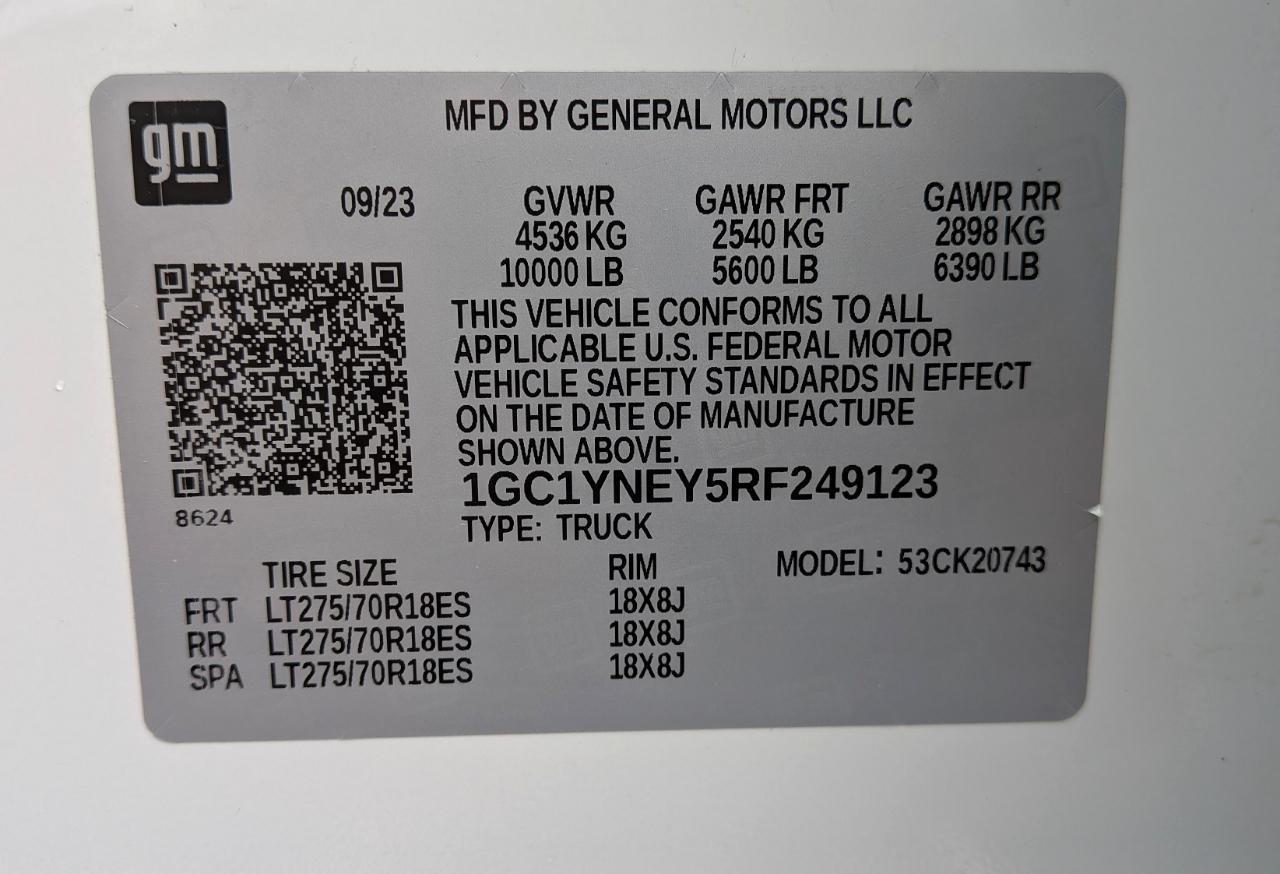 gm
MFD BY GENERAL MOTORS LLC
09/23 GVWR GAWR FRT GAWR RR
4536 KG 2540 KG 2898 KG
10000 LB 5600 LB 6390 LB
THIS VEHICLE CONFORMS TO ALL
APPLICABLE U.S. FEDERAL MOTOR
VEHICLE SAFETY STANDARDS IN EFFECT
ON THE DATE OF MANUFACTURE
SHOWN ABOVE.
1GC1YNEY5RF249123
8624
TYPE: TRUCK
TIRE SIZE RIM MODEL: 53CK20743
FRT LT275/70R18ES 18X8J
RR LT275/70R18ES 18X8J
SPA LT275/70R18ES 18X8J